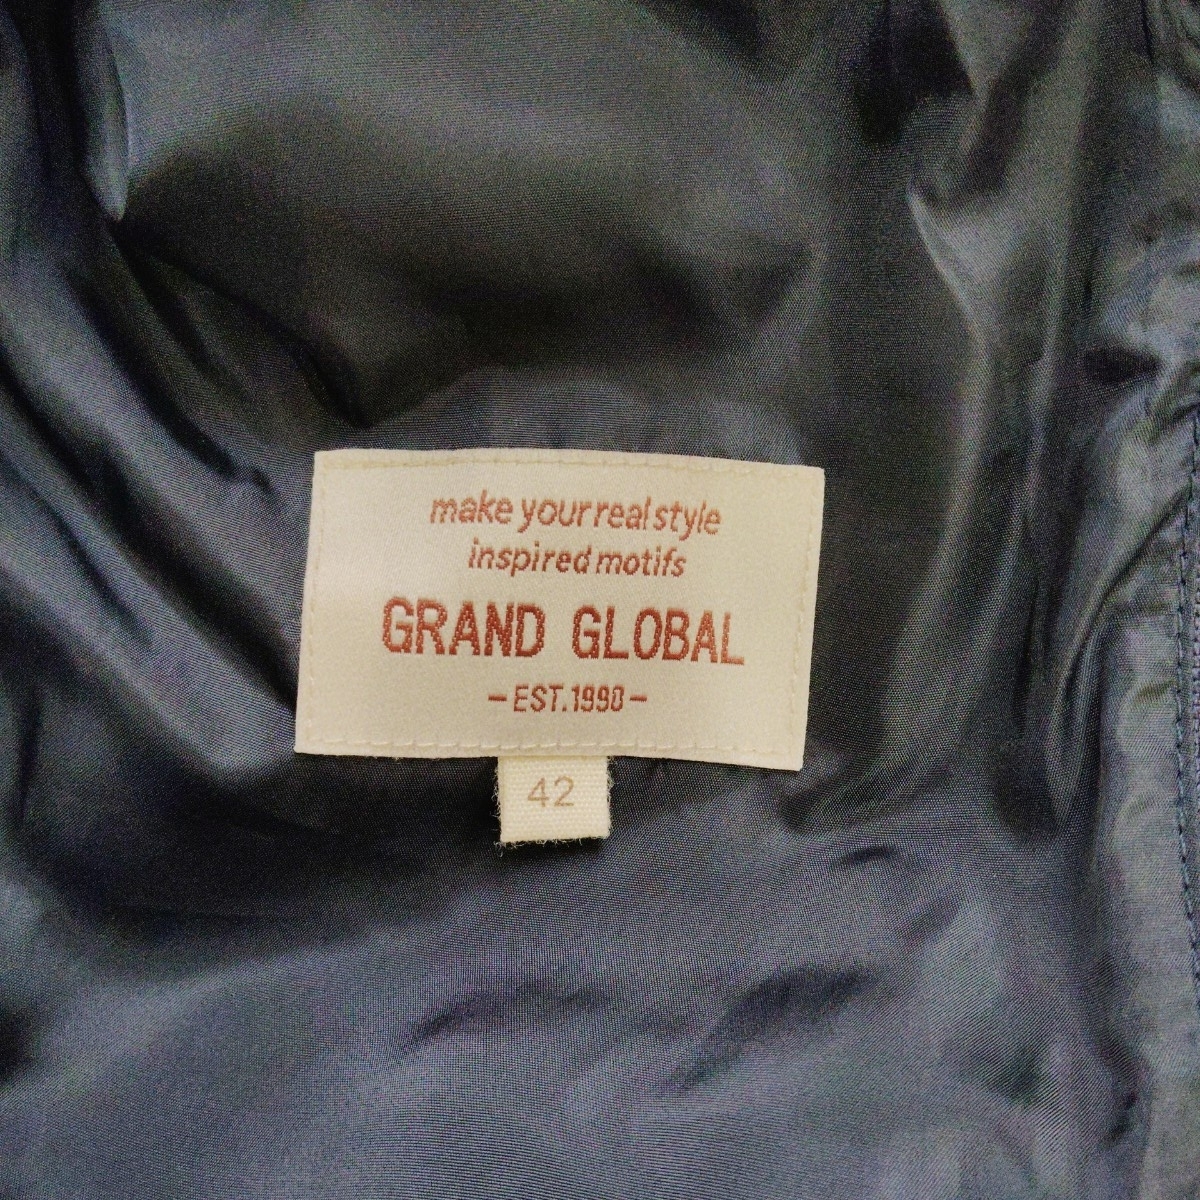 make your real style
inspired motifs
GRAND GLOBAL
-EST.1990-
42